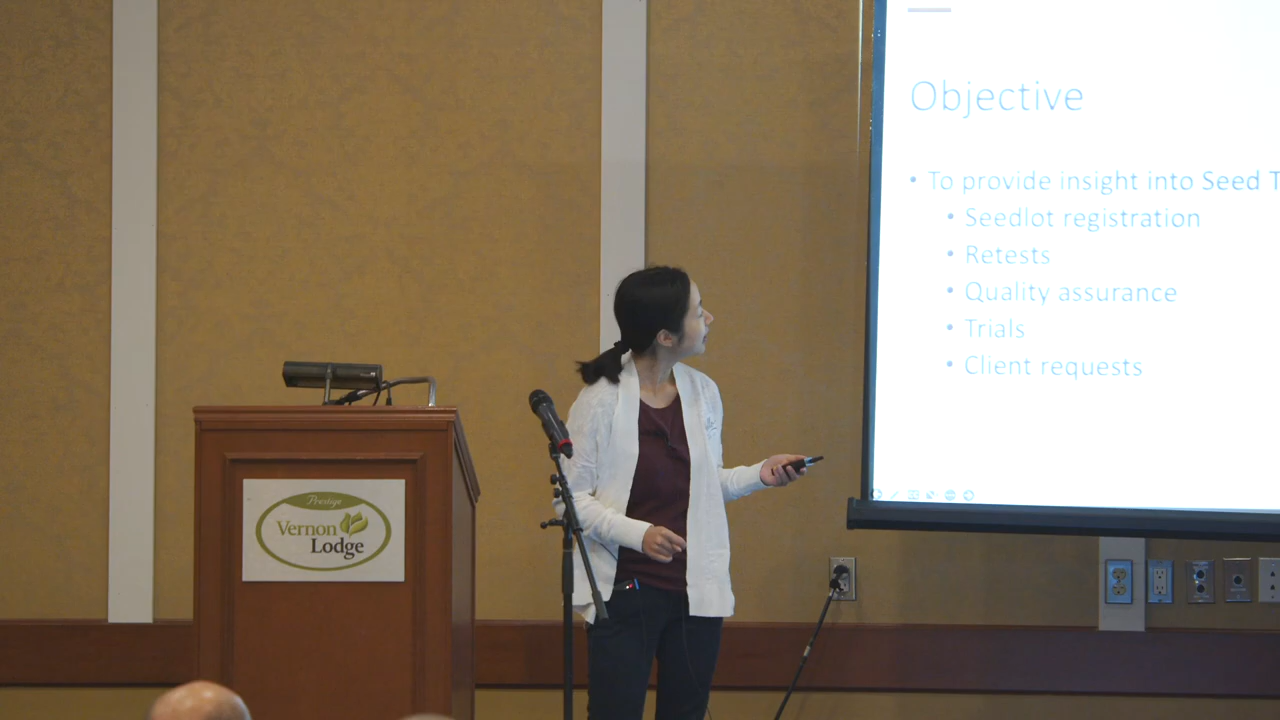 Prestige
Vernon
Lodge
Objective
• To provide insight into Seed T
• Seedlot registration
• Retests
• Quality assurance
• Trials
• Client requests